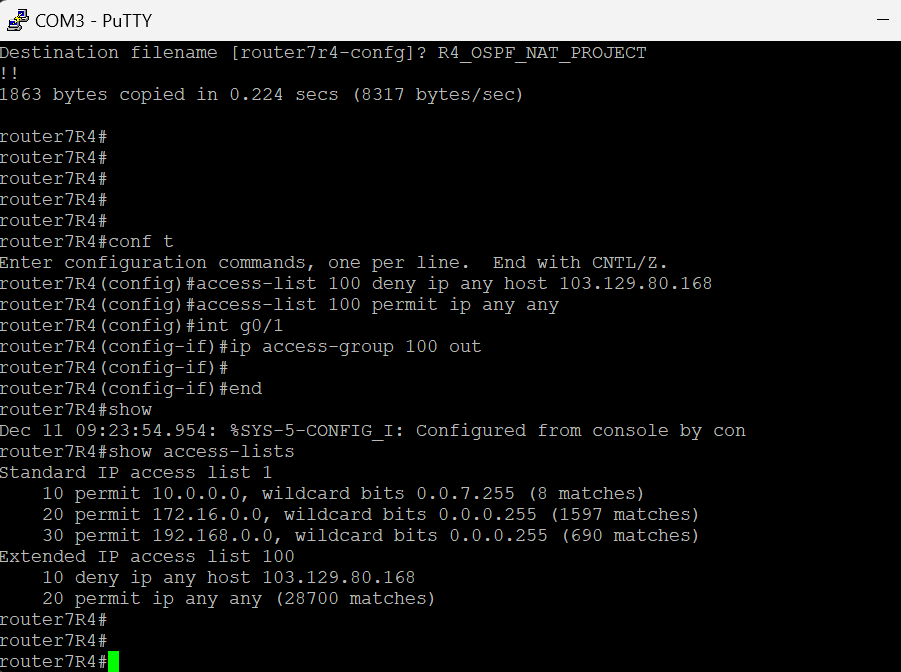 COM3 - PuTTY
Destination filename [router7r4-confg]? R4_OSPF_NAT_PROJECT
!!
1863 bytes copied in 0.224 secs (8317 bytes/sec)
router7R4#
router7R4#
router7R4#
router7R4#
router7R4#
router7R4#conf t
Enter configuration commands, one per line.  End with CNTL/Z.
router7R4(config)#access-list 100 deny ip any host 103.129.80.168
router7R4(config)#access-list 100 permit ip any any
router7R4(config)#int g0/1
router7R4(config-if)#ip access-group 100 out
router7R4(config-if)#
router7R4(config-if)#end
router7R4#show
Dec 11 09:23:54.954: %SYS-5-CONFIG_I: Configured from console by con
router7R4#show access-lists
Standard IP access list 1
    10 permit 10.0.0.0, wildcard bits 0.0.7.255 (8 matches)
    20 permit 172.16.0.0, wildcard bits 0.0.0.255 (1597 matches)
    30 permit 192.168.0.0, wildcard bits 0.0.0.255 (690 matches)
Extended IP access list 100
    10 deny ip any host 103.129.80.168
    20 permit ip any any (28700 matches)
router7R4#
router7R4#
router7R4#